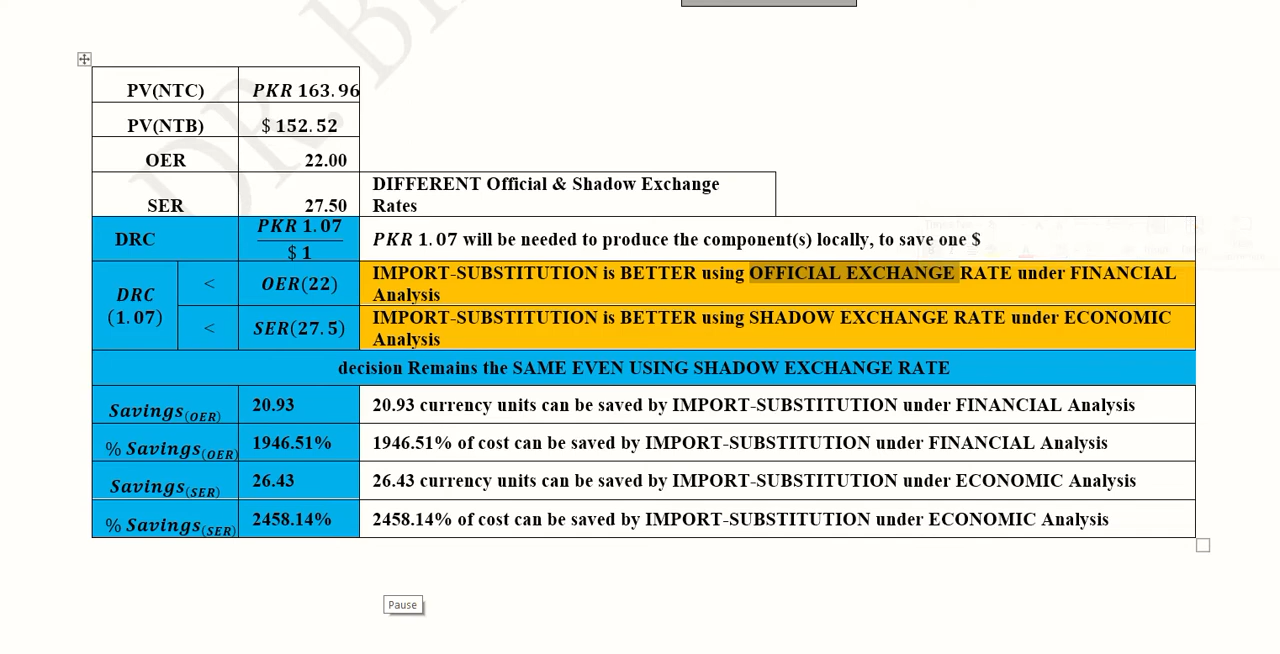 DR. B
PV(NTC) PKR 163.96
PV(NTB) $ 152.52
OER 22.00
SER 27.50 DIFFERENT Official & Shadow Exchange
Rates
DRC PKR 1.07
$ 1
PKR 1.07 will be needed to produce the component(s) locally, to save one $
DRC
(1.07)
< OER(22) IMPORT-SUBSTITUTION is BETTER using OFFICIAL EXCHANGE RATE under FINANCIAL
Analysis
< SER(27.5) IMPORT-SUBSTITUTION is BETTER using SHADOW EXCHANGE RATE under ECONOMIC
Analysis
decision Remains the SAME EVEN USING SHADOW EXCHANGE RATE
Savings(OER) 20.93 20.93 currency units can be saved by IMPORT-SUBSTITUTION under FINANCIAL Analysis
% Savings(OER) 1946.51% 1946.51% of cost can be saved by IMPORT-SUBSTITUTION under FINANCIAL Analysis
Savings(SER) 26.43 26.43 currency units can be saved by IMPORT-SUBSTITUTION under ECONOMIC Analysis
% Savings(SER) 2458.14% 2458.14% of cost can be saved by IMPORT-SUBSTITUTION under ECONOMIC Analysis
Pause